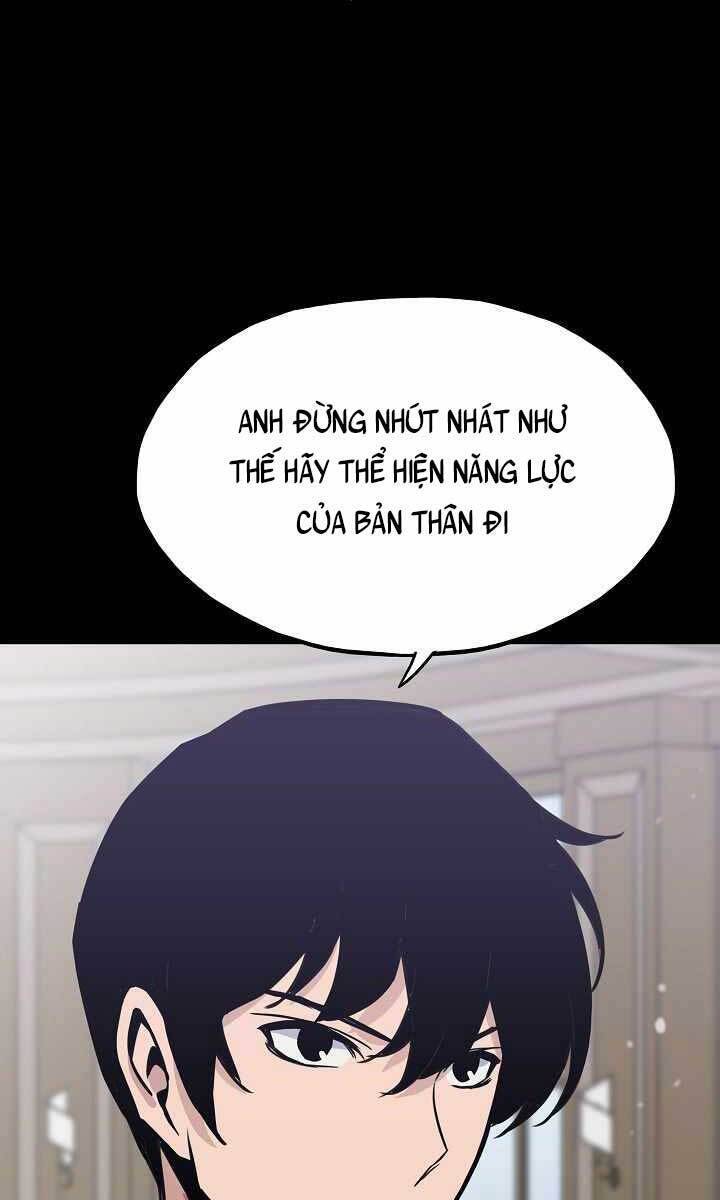 ANH ĐỪNG NHÚT NHÁT NHƯ
THẾ HÃY THỂ HIỆN NĂNG LỰC
CỦA BẢN THÂN ĐI